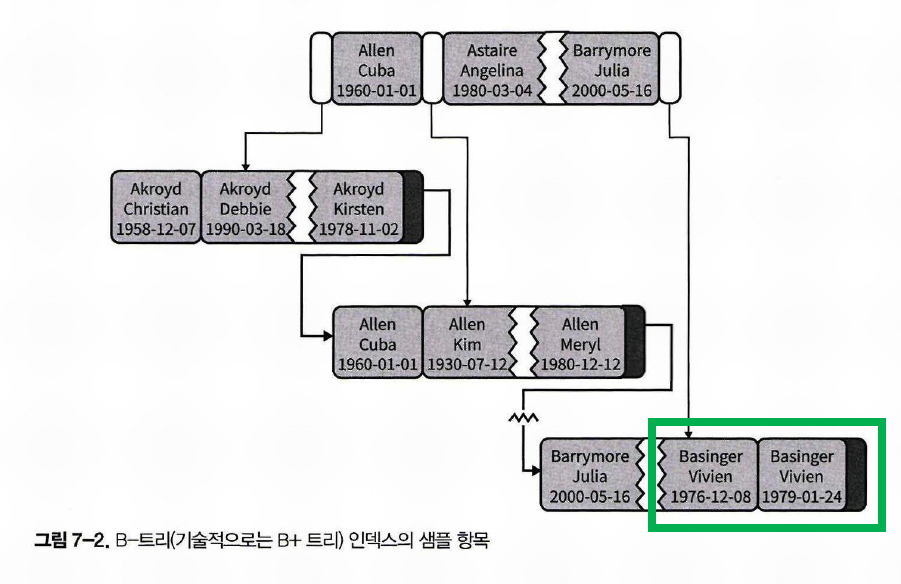 Allen
Cuba
1960-01-01
Astaire
Angelina
1980-03-04
Barrymore
Julia
2000-05-16
Akroyd
Christian
1958-12-07
Akroyd
Debbie
1990-03-18
Akroyd
Kirsten
1978-11-02
Allen
Cuba
1960-01-01
Allen
Kim
1930-07-12
Allen
Meryl
1980-12-12
Barrymore
Julia
2000-05-16
Basinger
Vivien
1976-12-08
Basinger
Vivien
1979-01-24
그림 7-2. B-트리(기술적으로는 B+ 트리) 인덱스의 샘플 항목